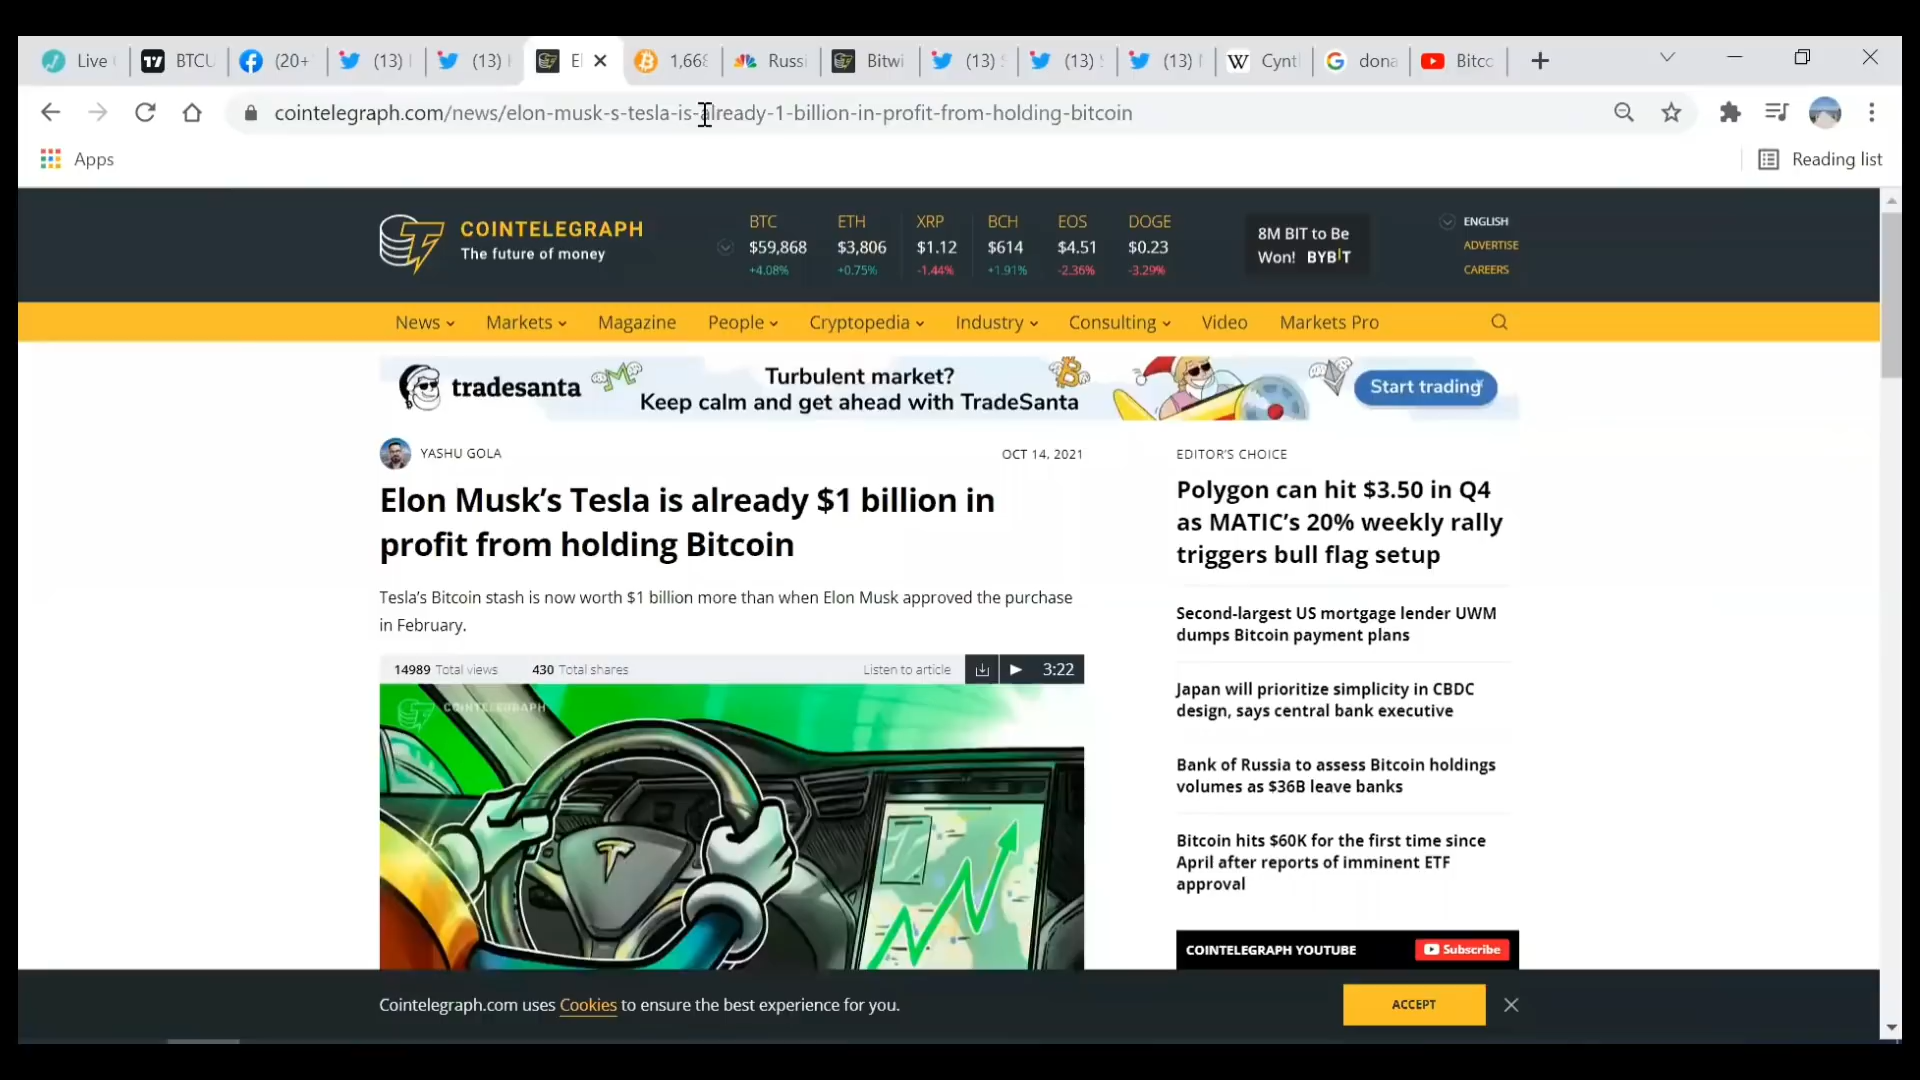 Live
BTCU
(20+
(13)
(13)
El
1,668
Russi
Bitwi
(13)
(13)
(13)
W Cyntl
dona
Bitcc
cointelegraph.com/news/elon-musk-s-tesla-is-already-1-billion-in-profit-from-holding-bitcoin
Apps
Reading list
COINTELEGRAPH
The future of money
BTC ETH XRP BCH EOS DOGE
$59,868 $3,806 $1.12 $614 $4.51 $0.23
+4.08% +0.75% -1.44% +1.91% -2.36% -3.29%
8M BIT to Be
Won! BYBIT
ENGLISH
ADVERTISE
CAREERS
News Markets Magazine People Cryptopedia Industry Consulting Video Markets Pro
tradesanta
Turbulent market?
Keep calm and get ahead with TradeSanta
Start trading
YASHU GOLA
OCT 14, 2021
Elon Musk's Tesla is already $1 billion in
profit from holding Bitcoin
Tesla's Bitcoin stash is now worth $1 billion more than when Elon Musk approved the purchase
in February.
14989 Total views 430 Total shares Listen to article 3:22
COINTELEGRAPH
EDITOR'S CHOICE
Polygon can hit $3.50 in Q4
as MATIC's 20% weekly rally
triggers bull flag setup
Second-largest US mortgage lender UWM
dumps Bitcoin payment plans
Japan will prioritize simplicity in CBDC
design, says central bank executive
Bank of Russia to assess Bitcoin holdings
volumes as $36B leave banks
Bitcoin hits $60K for the first time since
April after reports of imminent ETF
approval
COINTELEGRAPH YOUTUBE Subscribe
Cointelegraph.com uses Cookies to ensure the best experience for you.
ACCEPT